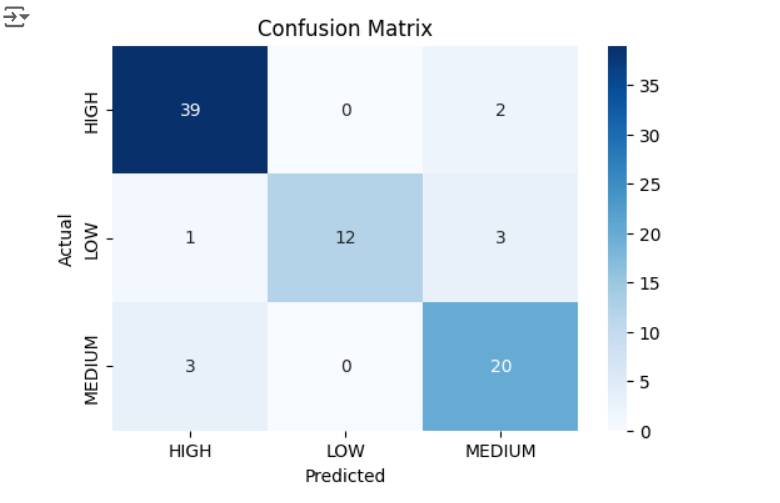 Confusion Matrix
HIGH 39 0 2
LOW 1 12 3
MEDIUM 3 0 20
Actual
HIGH LOW MEDIUM
Predicted
35
30
25
20
15
10
5
0